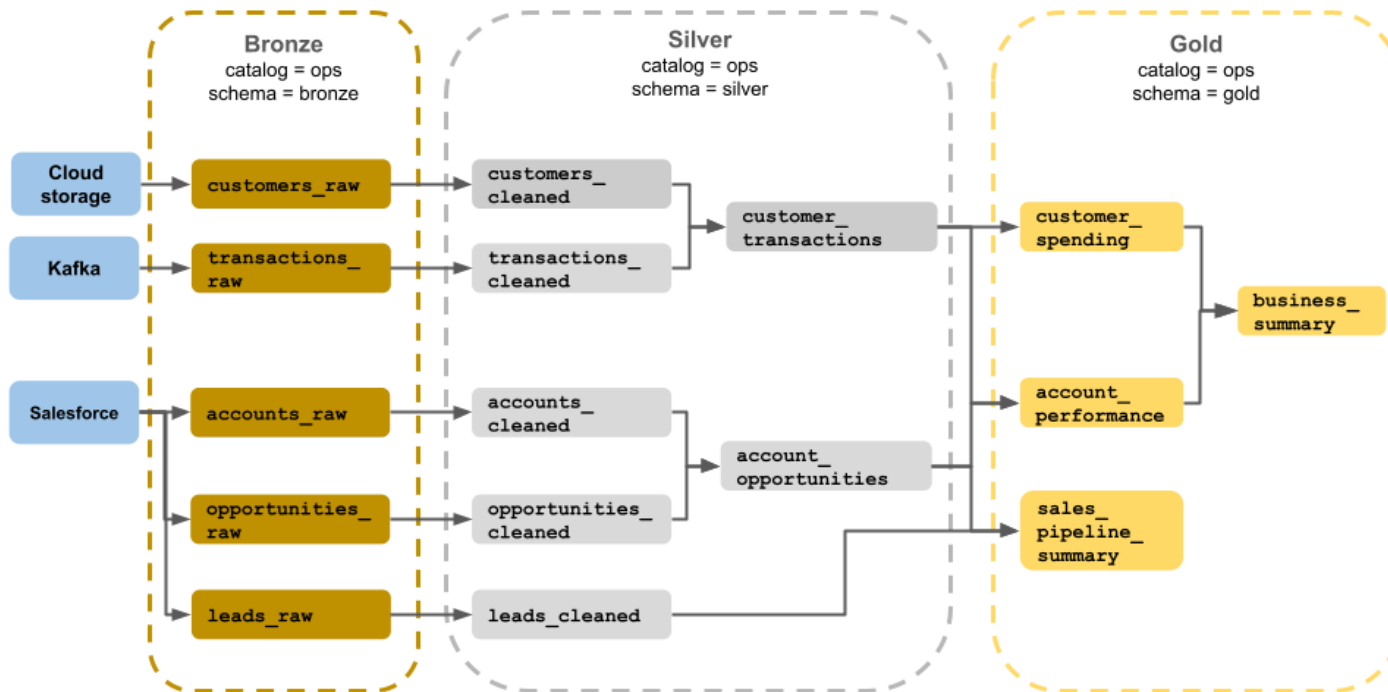 Bronze
catalog = ops
schema = bronze
Silver
catalog = ops
schema = silver
Gold
catalog = ops
schema = gold
Cloud
storage
customers_raw
customers_
cleaned
customer_
transactions
customer_
spending
Kafka
transactions_
raw
transactions_
cleaned
business_
summary
Salesforce
accounts_raw
accounts_
cleaned
account_
performance
account_
opportunities
opportunities_
raw
opportunities_
cleaned
sales_
pipeline_
summary
leads_raw
leads_cleaned